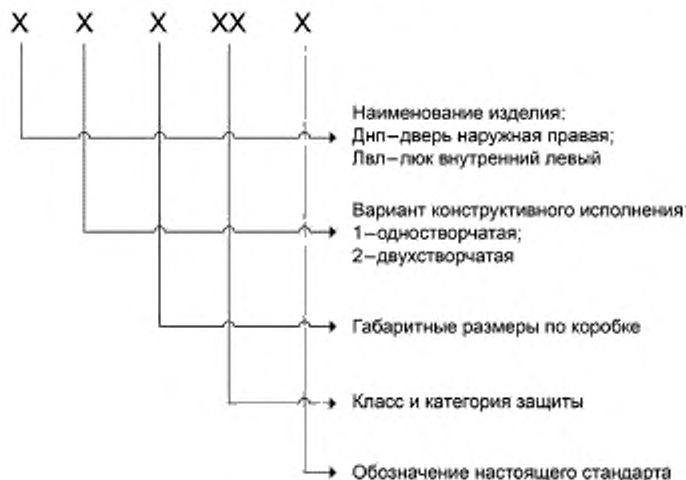 X X X XX X
Наименование изделия:
Днп–дверь наружная правая;
Лвл–люк внутренний левый
Вариант конструктивного исполнения:
1–одностворчатая;
2–двухстворчатая
Габаритные размеры по коробке
Класс и категория защиты
Обозначение настоящего стандарта